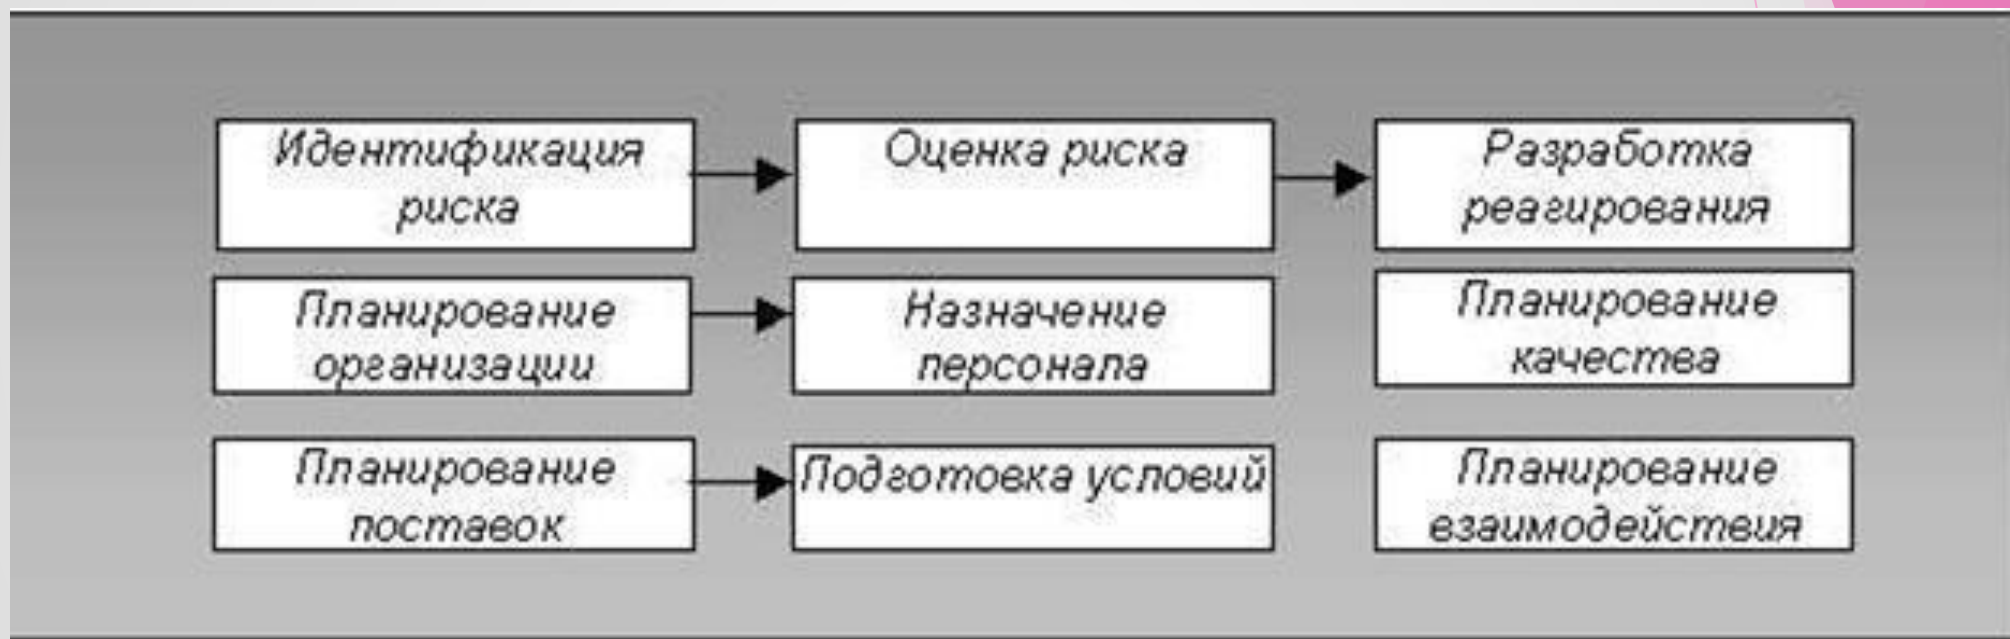 Идентификация
риска
Оценка риска
Разработка
реагирования
Планирование
организации
Назначение
персонала
Планирование
качества
Планирование
поставок
Подготовка условий
Планирование
взаимодействия